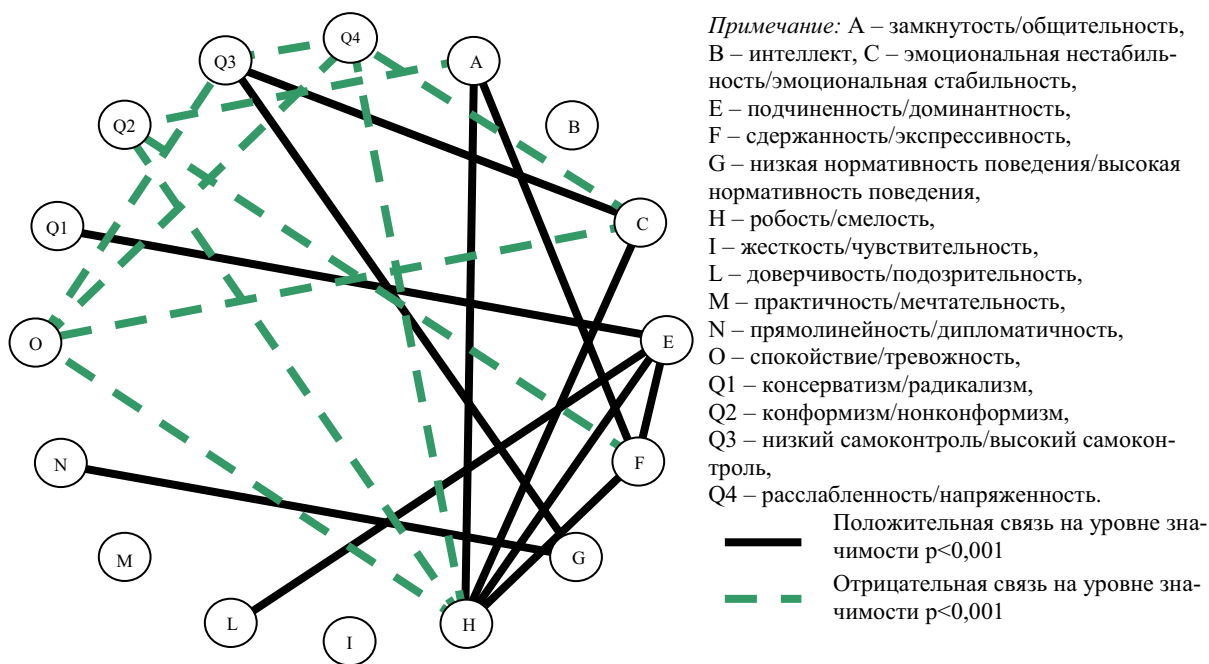 Q4
Q3
A
B
Q2
C
Q1
O
E
N
F
M
G
L
I
H
Примечание: A – замкнутость/общительность,
B – интеллект, C – эмоциональная нестабиль-
ность/эмоциональная стабильность,
E – подчиненность/доминантность,
F – сдержанность/экспрессивность,
G – низкая нормативность поведения/высокая
нормативность поведения,
H – робость/смелость,
I – жесткость/чувствительность,
L – доверчивость/подозрительность,
M – практичность/мечтательность,
N – прямолинейность/дипломатичность,
O – спокойствие/тревожность,
Q1 – консерватизм/радикализм,
Q2 – конформизм/нонконформизм,
Q3 – низкий самоконтроль/высокий самокон-
троль,
Q4 – расслабленность/напряженность.
Положительная связь на уровне зна-
чимости p<0,001
Отрицательная связь на уровне зна-
чимости p<0,001